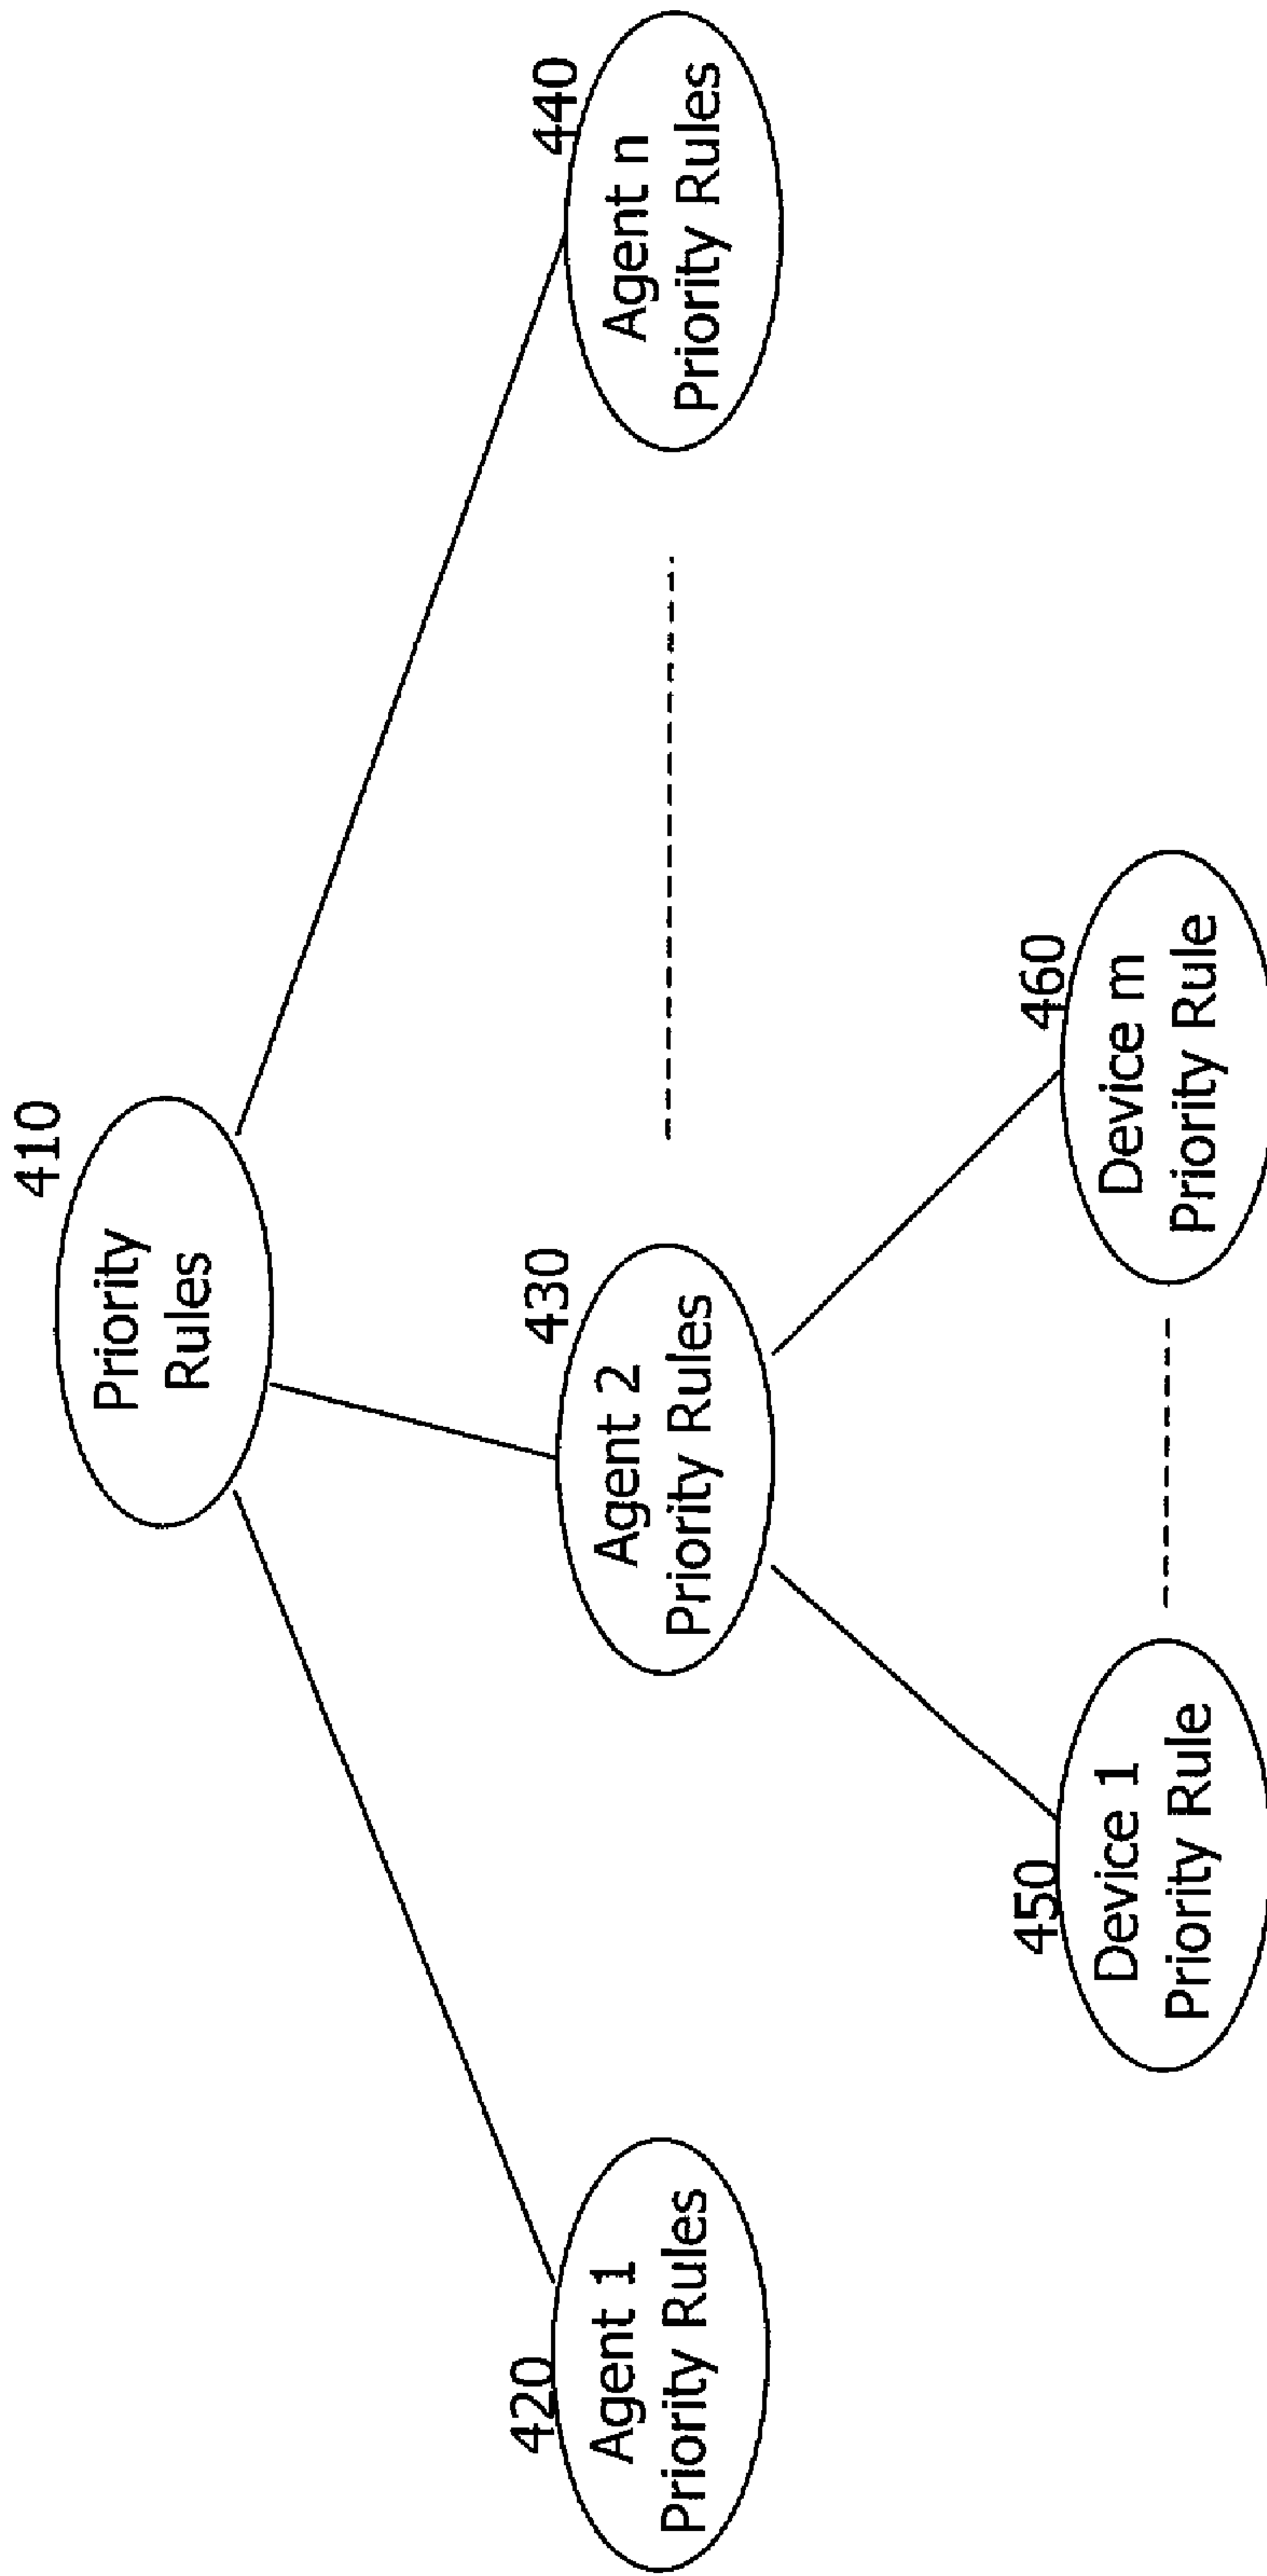 410
Priority
Rules
420
Agent 1
Priority Rules
430
Agent 2
Priority Rules
440
Agent n
Priority Rules
450
Device 1
Priority Rule
460
Device m
Priority Rule